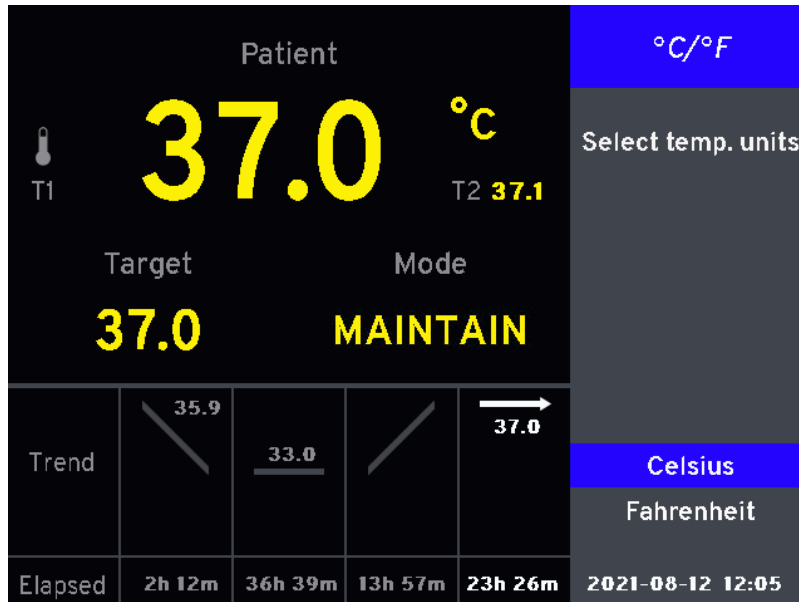 Patient
37.0 °C
T1
T2 37.1
Target
37.0
Mode
MAINTAIN
Trend
35.9
33.0
37.0
Elapsed
2h 12m
36h 39m
13h 57m
23h 26m
°C/°F
Select temp. units
Celsius
Fahrenheit
2021-08-12 12:05